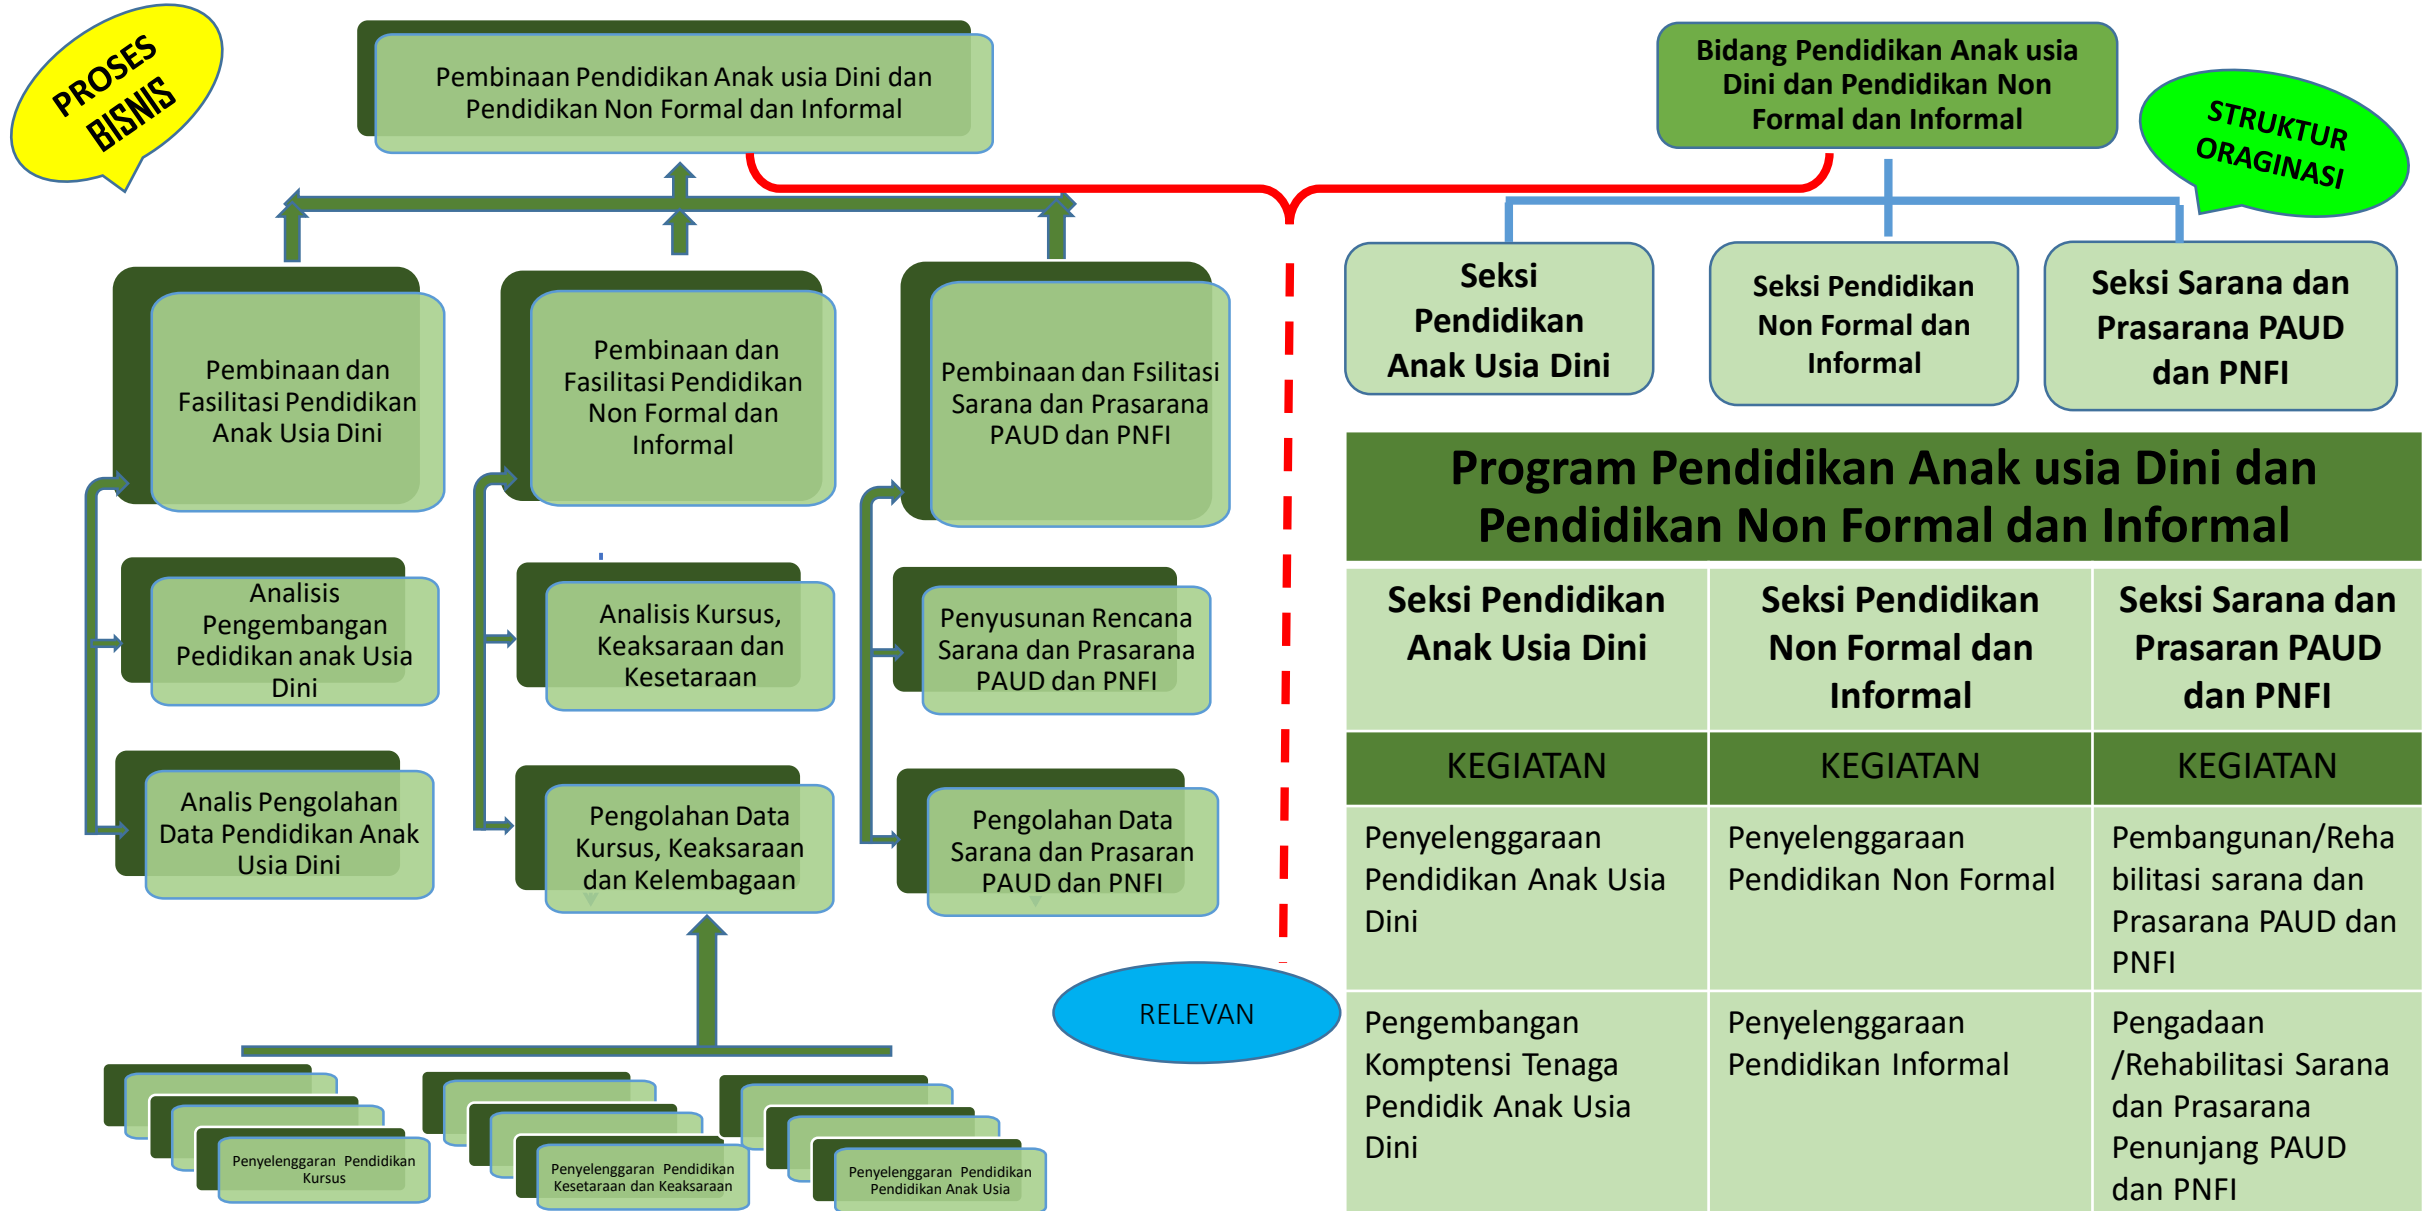 PROSES
BISNIS
Pembinaan Pendidikan Anak usia Dini dan
Pendidikan Non Formal dan Informal
Pembinaan dan
Fasilitasi Pendidikan
Anak Usia Dini
Pembinaan dan
Fasilitasi Pendidikan
Non Formal dan
Informal
Pembinaan dan Fsilitasi
Sarana dan Prasarana
PAUD dan PNFI
Analisis
Pengembangan
Pedidikan anak Usia
Dini
Analisis Kursus,
Keaksaraan dan
Kesetaraan
Penyusunan Rencana
Sarana dan Prasarana
PAUD dan PNFI
Analis Pengolahan
Data Pendidikan Anak
Usia Dini
Pengolahan Data
Kursus, Keaksaraan
dan Kelembagaan
Pengolahan Data
Sarana dan Prasaran
PAUD dan PNFI
Penyelenggaran Pendidikan
Kursus
Penyelenggaran Pendidikan
Kesetaraan dan Keaksaraan
Penyelenggaran Pendidikan
Pendidikan Anak Usia
RELEVAN
Bidang Pendidikan Anak usia
Dini dan Pendidikan Non
Formal dan Informal
STRUKTUR
ORAGINASI
Seksi
Pendidikan
Anak Usia Dini
Seksi Pendidikan
Non Formal dan
Informal
Seksi Sarana dan
Prasarana PAUD
dan PNFI
Program Pendidikan Anak usia Dini dan
Pendidikan Non Formal dan Informal
Seksi Pendidikan
Anak Usia Dini
Seksi Pendidikan
Non Formal dan
Informal
Seksi Sarana dan
Prasaran PAUD
dan PNFI
KEGIATAN
KEGIATAN
KEGIATAN
Penyelenggaraan
Pendidikan Anak Usia
Dini
Penyelenggaraan
Pendidikan Non Formal
Pembangunan/Reha
bilitasi sarana dan
Prasarana PAUD dan
PNFI
Pengembangan
Komptensi Tenaga
Pendidik Anak Usia
Dini
Penyelenggaraan
Pendidikan Informal
Pengadaan
/Rehabilitasi Sarana
dan Prasarana
Penunjang PAUD
dan PNFI